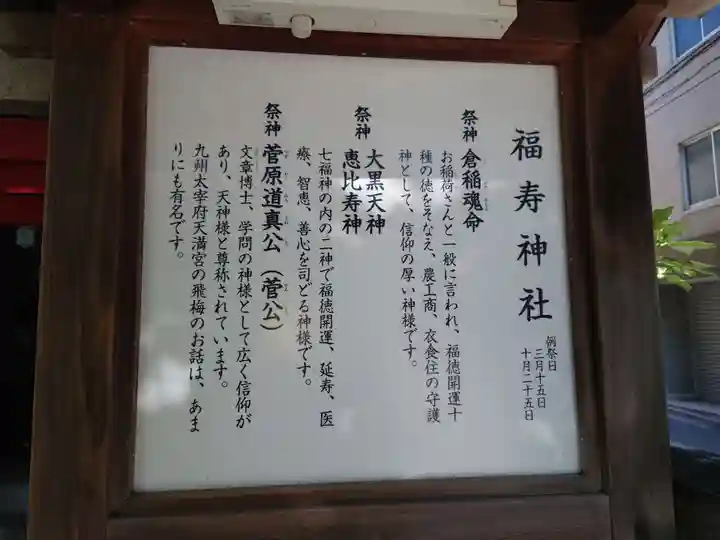 福寿神社
例祭日
三月十五日
十月二十五日
祭神 倉稲魂命
お稲荷さんと一般に言われ、福徳開運十
種の徳をそなえ、農工商、衣食住の守護
神として、信仰の厚い神様です。
祭神 大黒天神
恵比寿神
七福神の内の二神で福徳開運、延寿、医
療、智恵、善心を司どる神様です。
祭神 菅原道真公（菅公）
文章博士、学問の神様として広く信仰が
あり、天神様と尊称されています。
九州太宰府天満宮の飛梅のお話は、あま
りにも有名です。